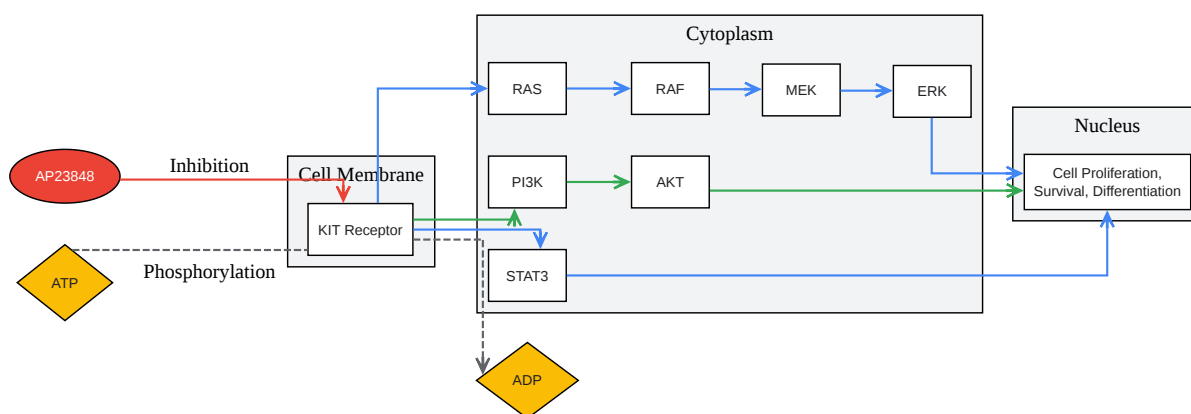 Cytoplasm
RAS
RAF
MEK
ERK
Nucleus
Cell Proliferation,
Survival, Differentiation
AP23848
Inhibition
Cell Membrane
PI3K
AKT
KIT Receptor
ATP
Phosphorylation
STAT3
ADP